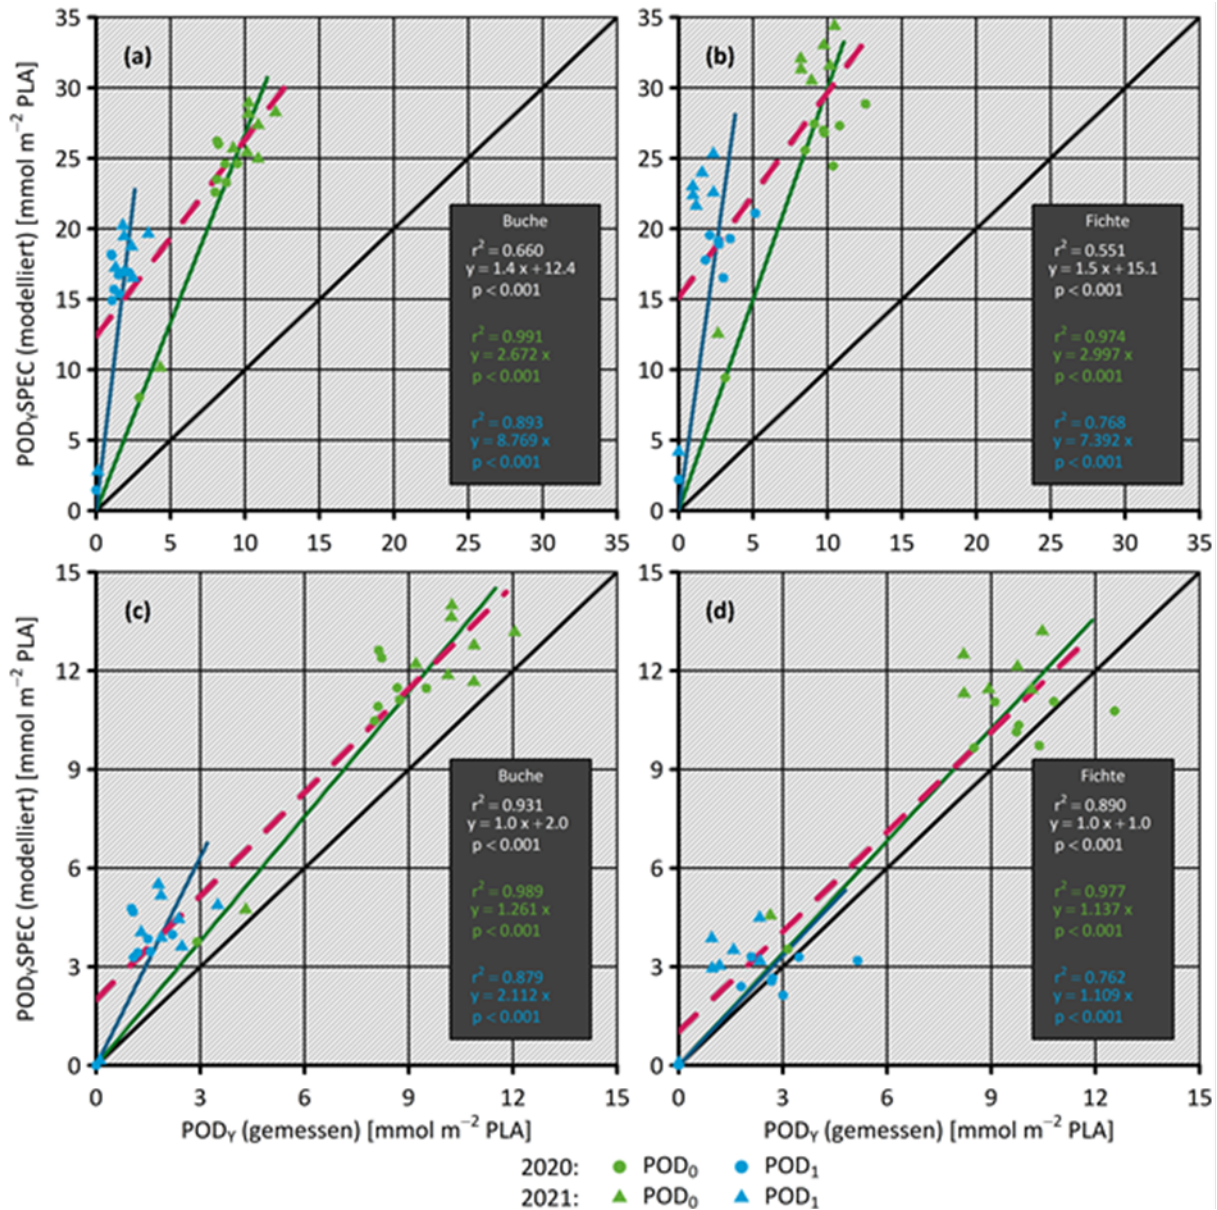 35
30
25
20
15
10
5
0
POD_YSPEC (modelliert) [mmol m⁻² PLA]
(a)
Buche
r² = 0.660
y = 1.4 x + 12.4
p < 0.001
r² = 0.991
y = 2.672 x
p < 0.001
r² = 0.893
y = 8.769 x
p < 0.001
0 5 10 15 20 25 30 35
35
30
25
20
15
10
5
0
(b)
Fichte
r² = 0.551
y = 1.5 x + 15.1
p < 0.001
r² = 0.974
y = 2.997 x
p < 0.001
r² = 0.768
y = 7.392 x
p < 0.001
0 5 10 15 20 25 30 35
15
12
9
6
3
0
POD_YSPEC (modelliert) [mmol m⁻² PLA]
(c)
Buche
r² = 0.931
y = 1.0 x + 2.0
p < 0.001
r² = 0.989
y = 1.261 x
p < 0.001
r² = 0.879
y = 2.112 x
p < 0.001
0 3 6 9 12 15
POD_Y (gemessen) [mmol m⁻² PLA]
15
12
9
6
3
0
(d)
Fichte
r² = 0.890
y = 1.0 x + 1.0
p < 0.001
r² = 0.977
y = 1.137 x
p < 0.001
r² = 0.762
y = 1.109 x
p < 0.001
0 3 6 9 12 15
POD_Y (gemessen) [mmol m⁻² PLA]
2020: POD₀ POD₁
2021: POD₀ POD₁